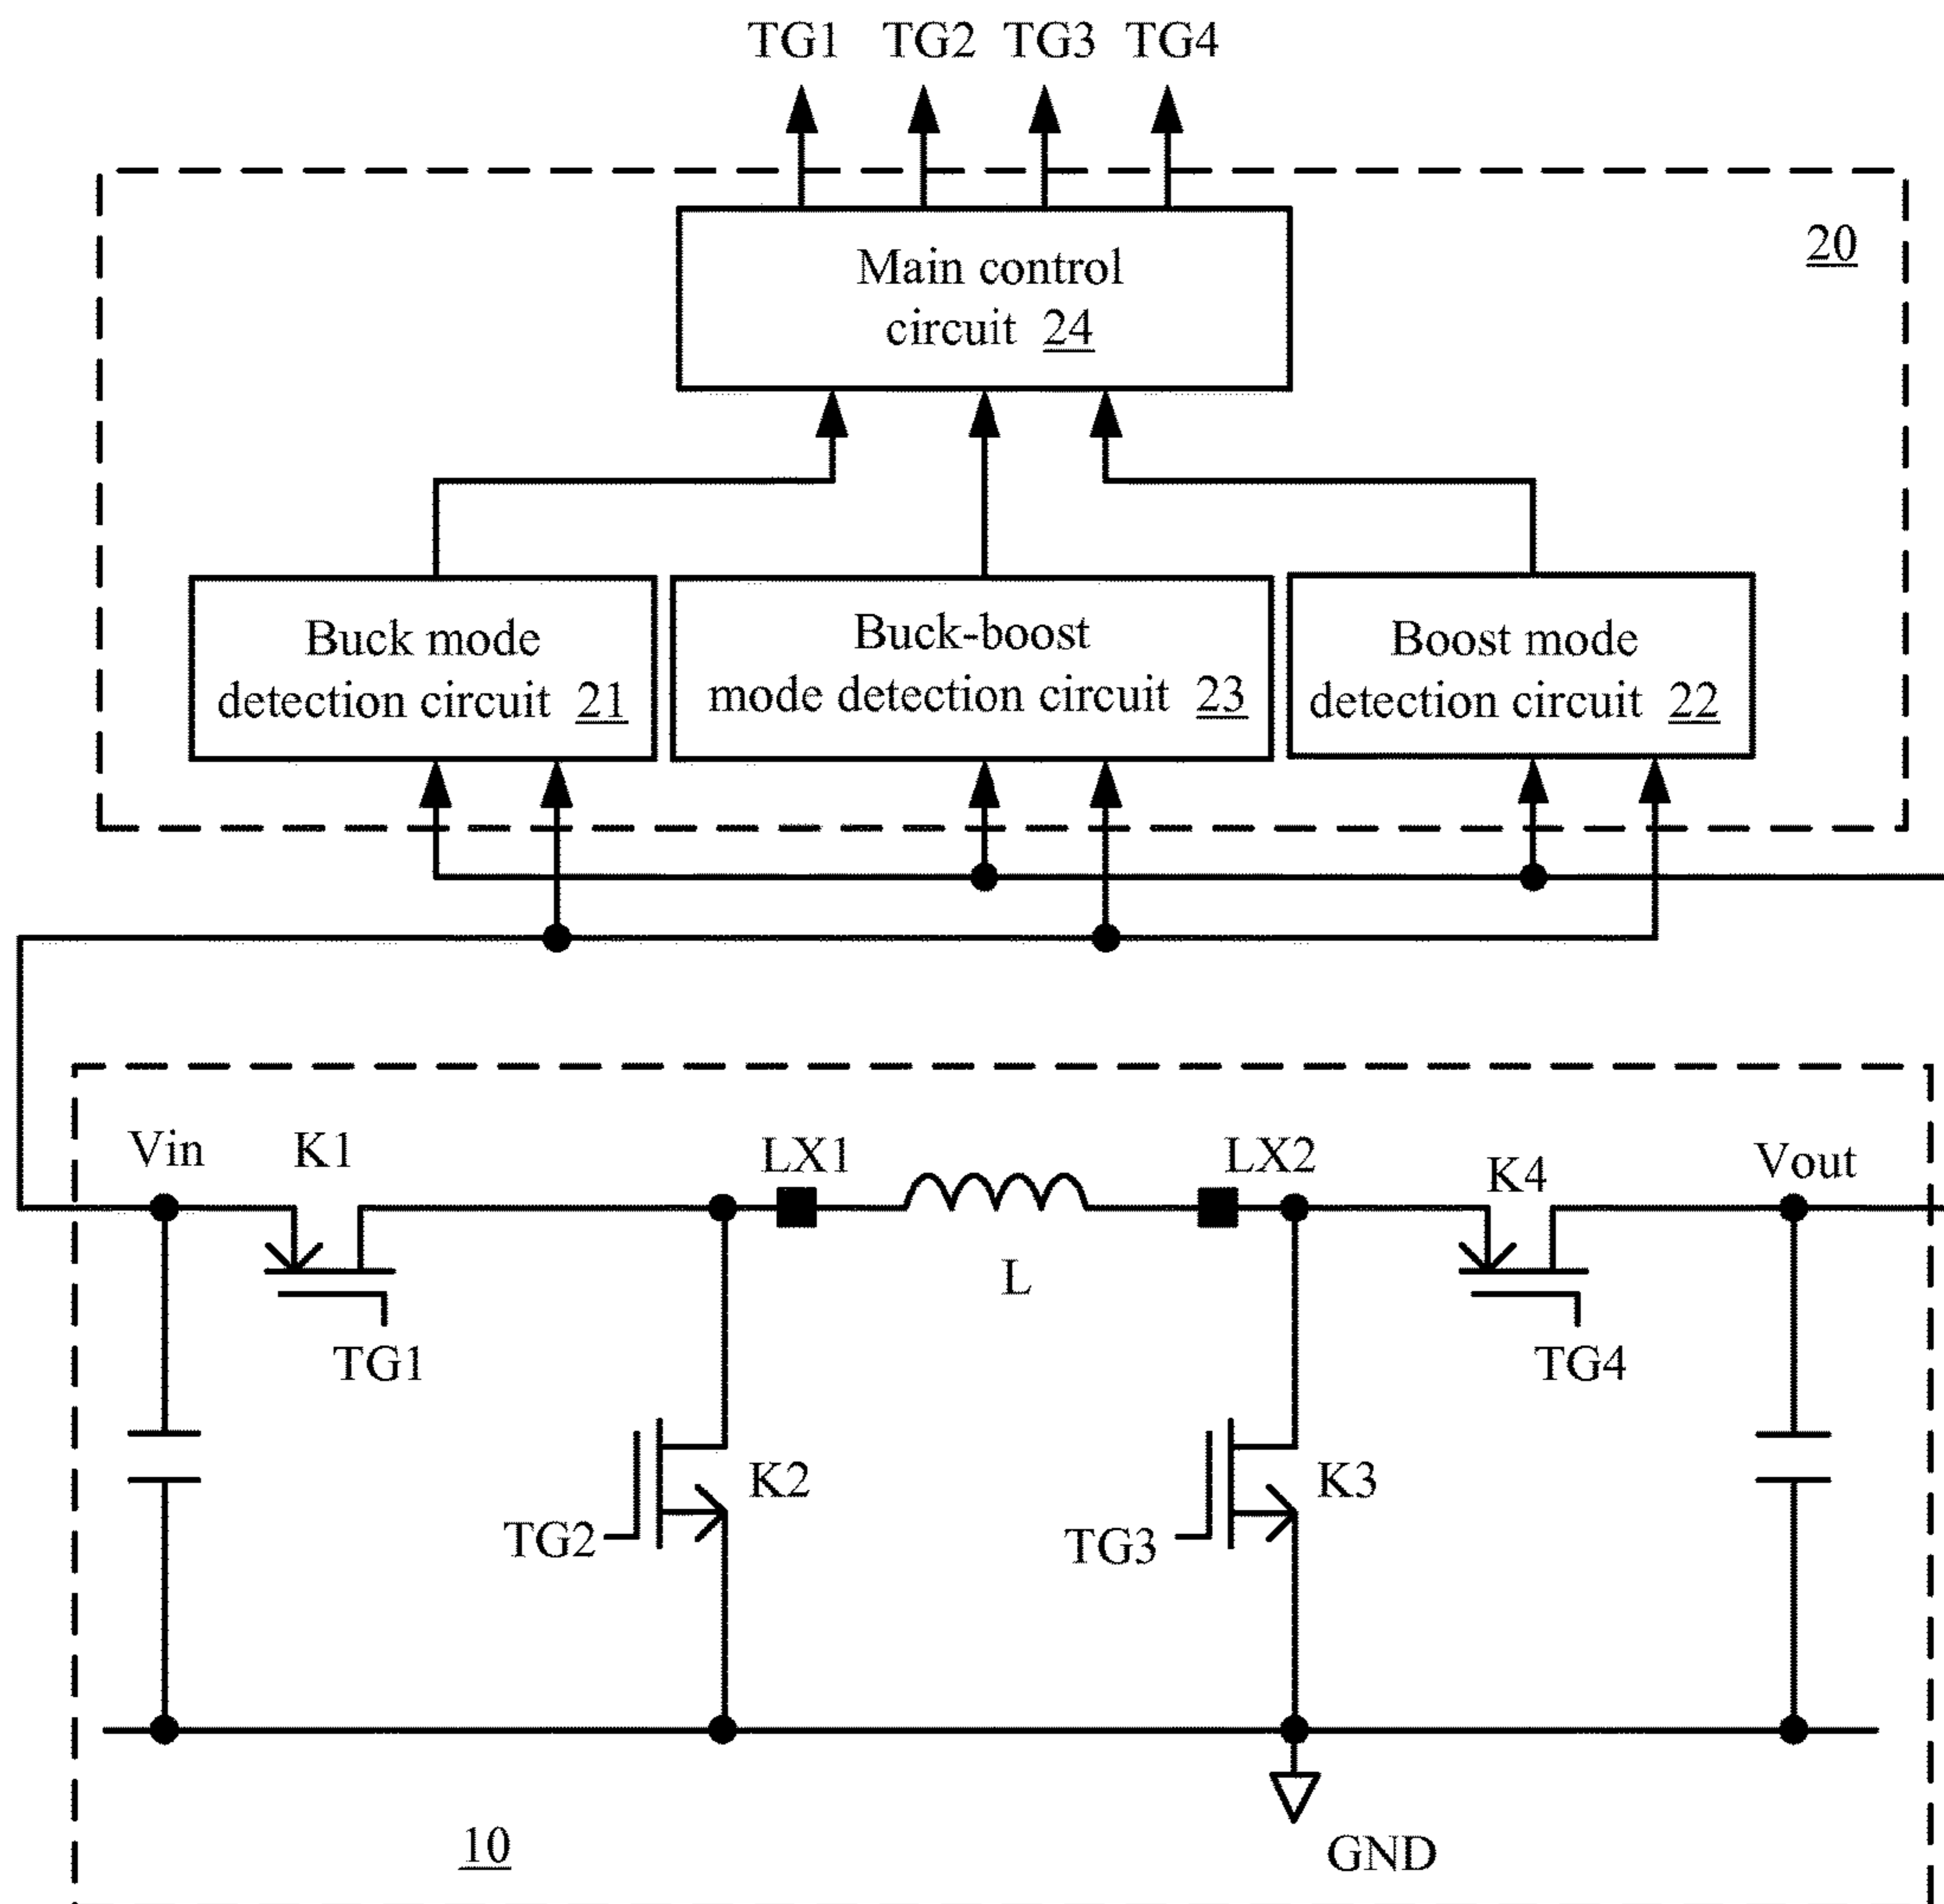 TG1 TG2 TG3 TG4
20
Main control
circuit 24
Buck mode
detection circuit 21
Buck-boost
mode detection circuit 23
Boost mode
detection circuit 22
Vin
K1
LX1
LX2
K4
Vout
L
TG1
TG4
K2
K3
TG2
TG3
10
GND